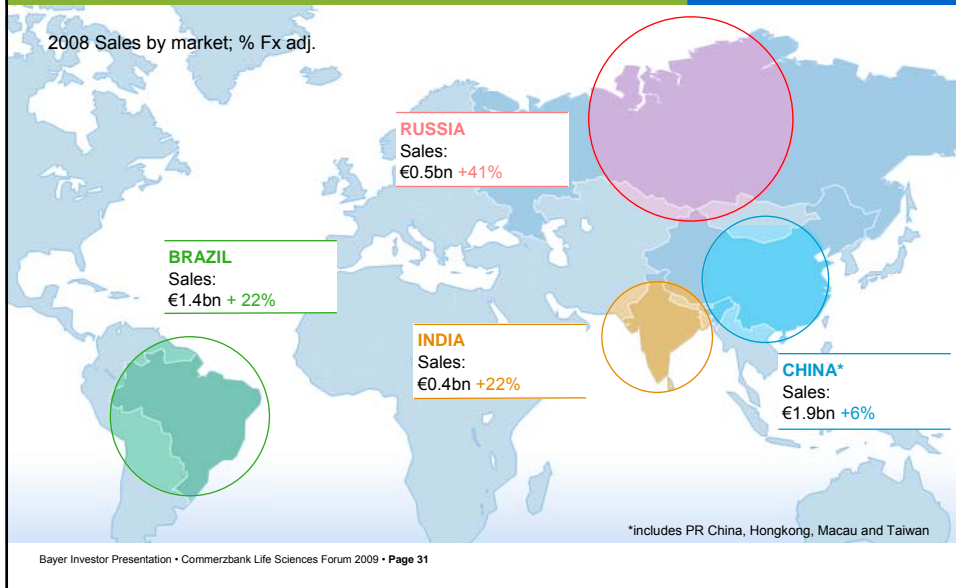 2008 Sales by market; % Fx adj.
RUSSIA
Sales:
€0.5bn +41%
BRAZIL
Sales:
€1.4bn + 22%
INDIA
Sales:
€0.4bn +22%
CHINA*
Sales:
€1.9bn +6%
*includes PR China, Hongkong, Macau and Taiwan
Bayer Investor Presentation • Commerzbank Life Sciences Forum 2009 • Page 31